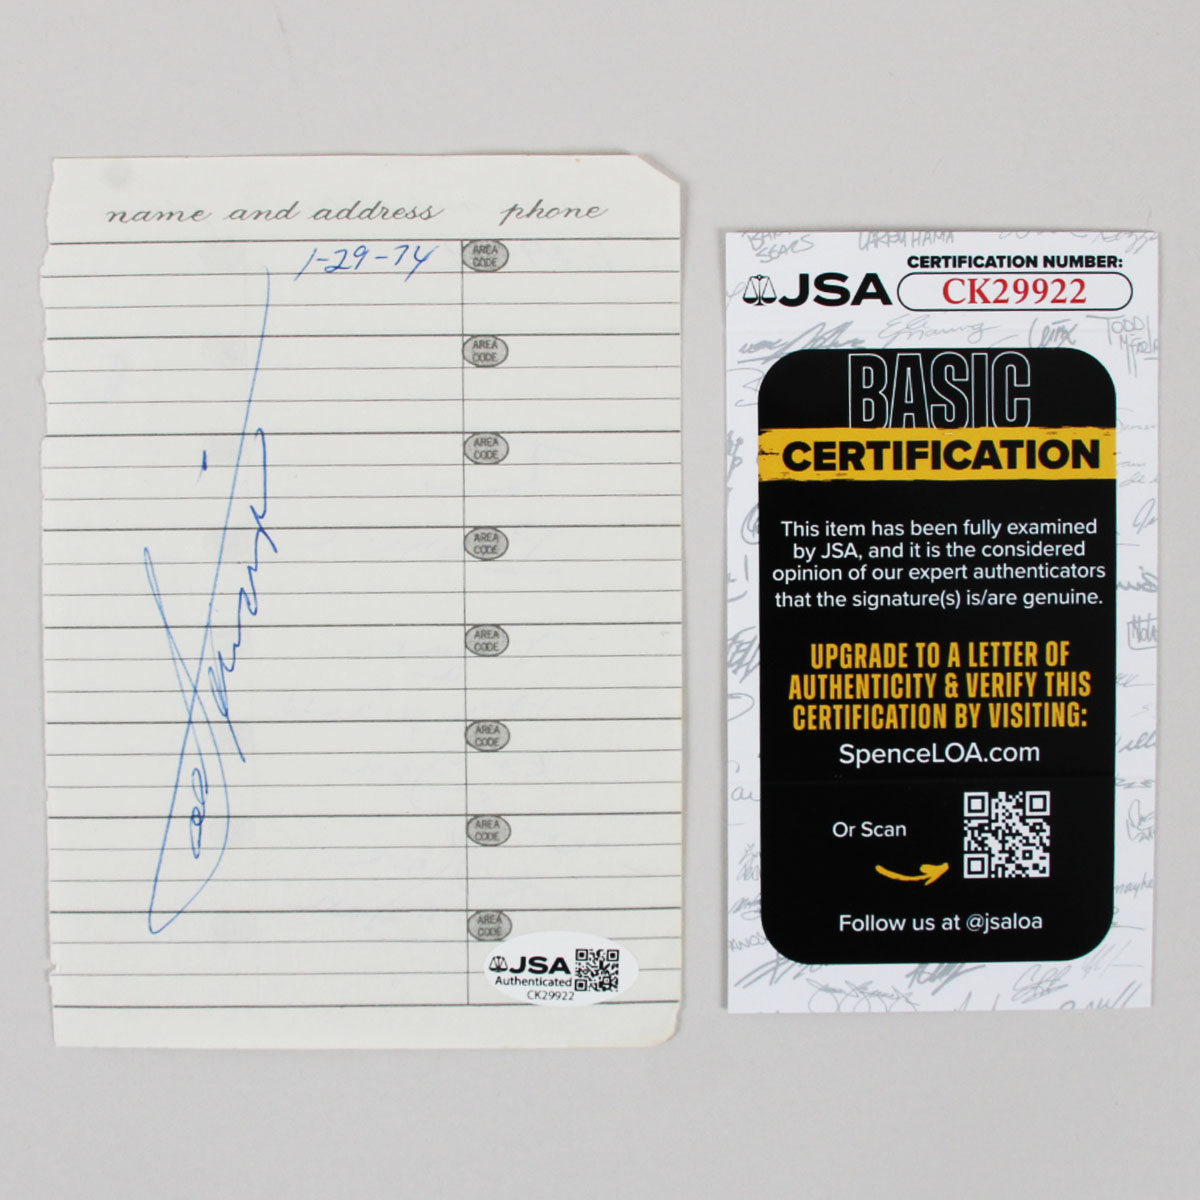 name and address phone
1-29-74
AREA CODE
AREA CODE
AREA CODE
AREA CODE
AREA CODE
AREA CODE
AREA CODE
AREA CODE
JSA
Authenticated
CK29922
CERTIFICATION NUMBER:
JSA CK29922
BASIC
CERTIFICATION
This item has been fully examined
by JSA, and it is the considered
opinion of our expert authenticators
that the signature(s) is/are genuine.
UPGRADE TO A LETTER OF
AUTHENTICITY & VERIFY THIS
CERTIFICATION BY VISITING:
SpenceLOA.com
Or Scan
Follow us at @jsaloa